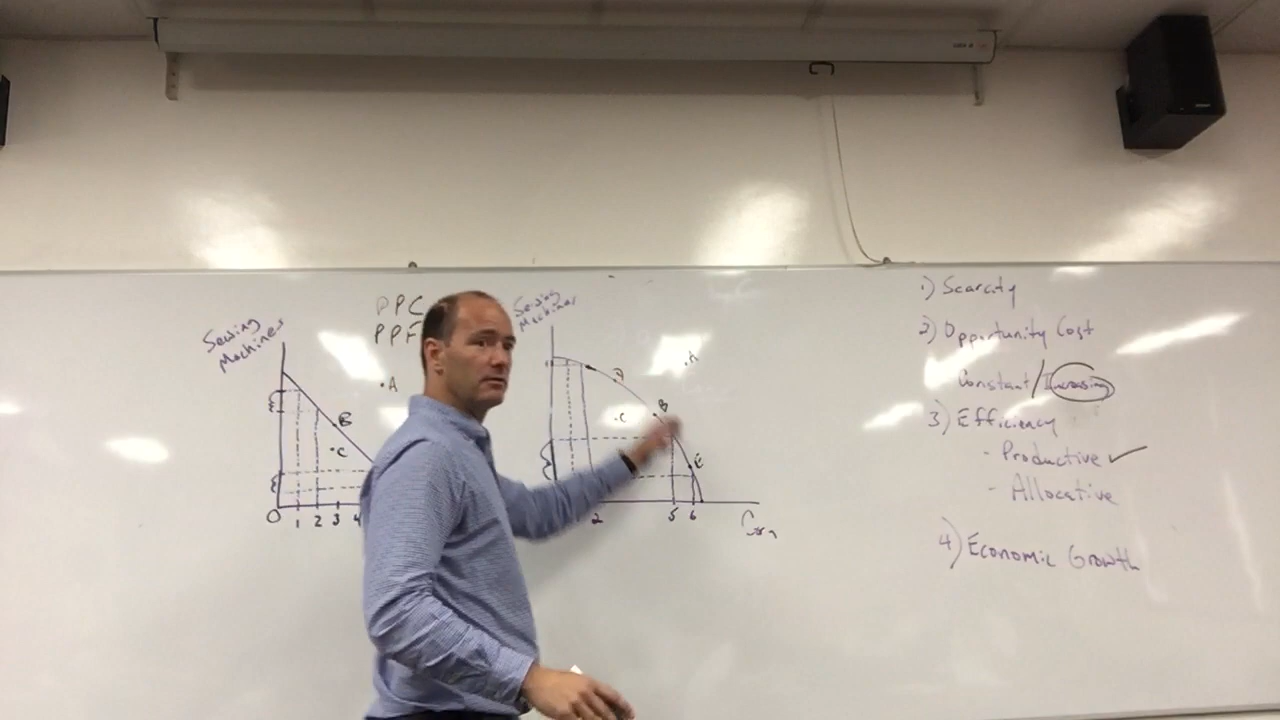 PPC
PPF
Sewing
Machines
A
B
C
0 1 2 3 4
Sewing
Machines
A
D
B
C
E
2 5 6
Corn
1) Scarcity
2) Opportunity Cost
Constant/Increasing
3) Efficiency
- Productive ✓
- Allocative
4) Economic Growth